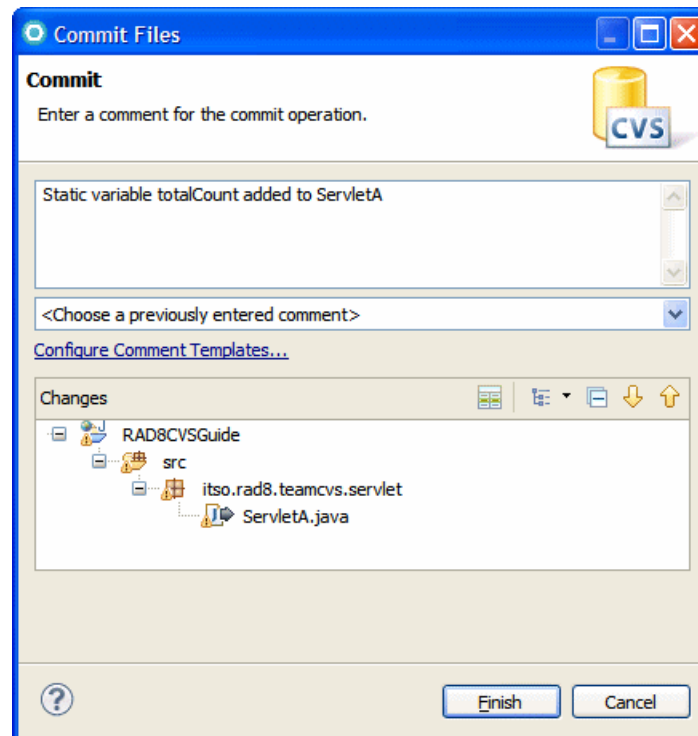 Commit Files
Commit
Enter a comment for the commit operation.
CVS
Static variable totalCount added to ServletA
<Choose a previously entered comment>
Configure Comment Templates...
Changes
RAD8CVSGuide
src
itso.rad8.teamcvs.servlet
ServletA.java
Finish Cancel